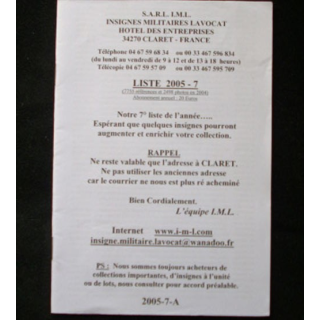 S.A.R.L. I.M.L.
INSIGNES MILITAIRES LAVOCAT
HOTEL DES ENTREPRISES
34270 CLARET - FRANCE
Téléphone 04 67 59 68 34 ou 00 33 467 596 834
(du lundi au vendredi de 9 à 12 et de 13 à 18 heures)
Télécopie 04 67 59 57 09 ou 00 33 467 595 709
LISTE 2005 - 7
Abonnement annuel : 20 Euros
Notre 7° liste de l'année…..
Espérant que quelques insignes pourront
augmenter et enrichir votre collection.
RAPPEL
Ne reste valable que l'adresse à CLARET.
Ne pas utiliser les anciennes adresse
car le courrier ne nous est plus ré acheminé
Bien Cordialement.
L'équipe I.M.L.
Internet www.i-m-l.com
insigne.militaire.lavocat@wanadoo.fr
PS : Nous sommes toujours acheteurs de
collections importantes, d'insignes à l'unité
ou de lots, nous consulter pour accord préalable.
2005-7-A